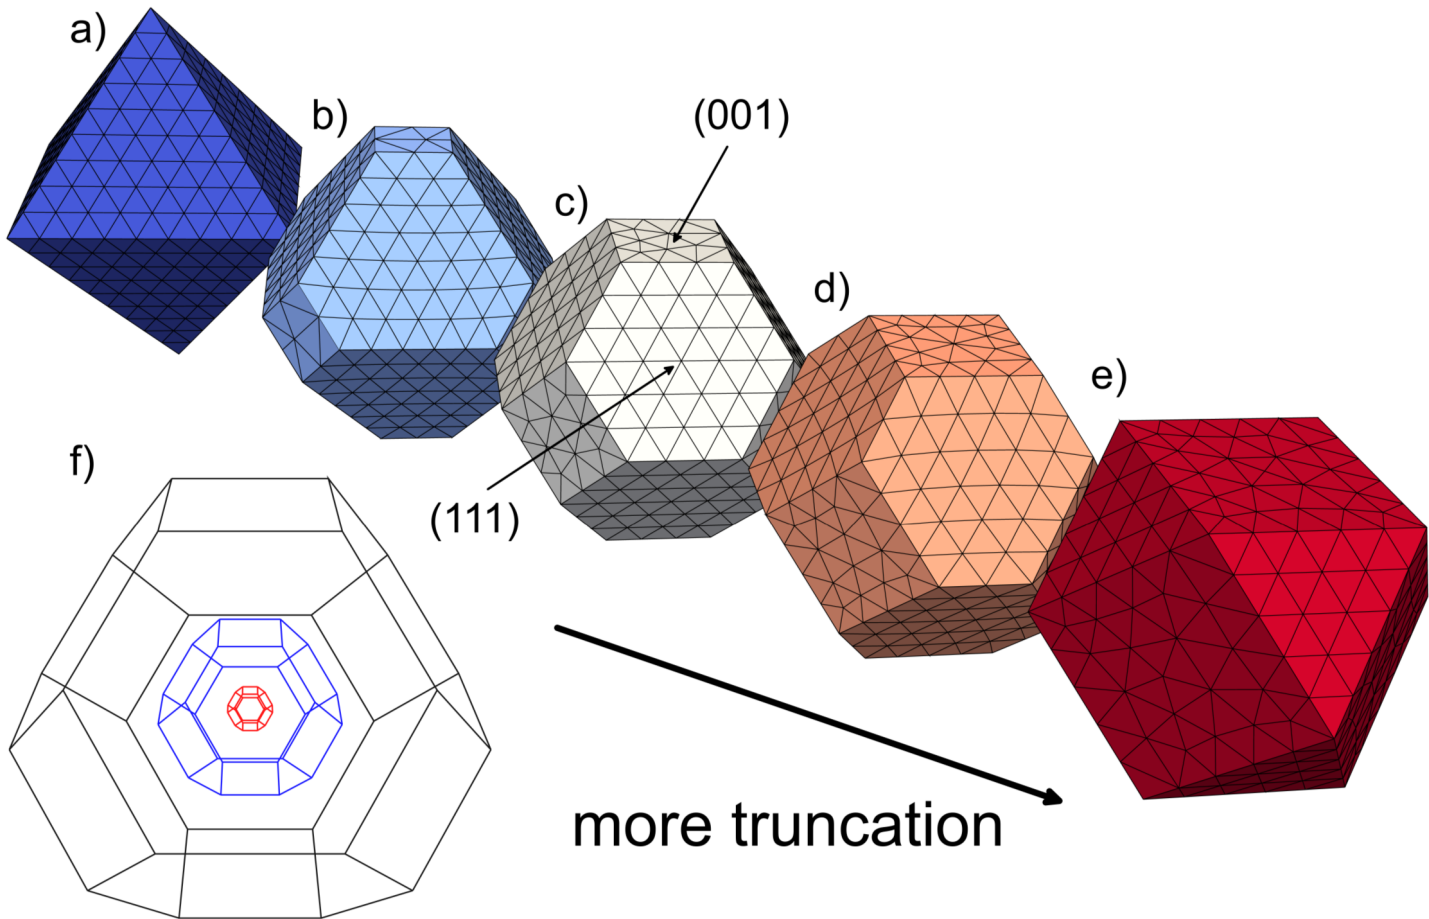 a)
b)
(001)
c)
d)
e)
f)
(111)
more truncation